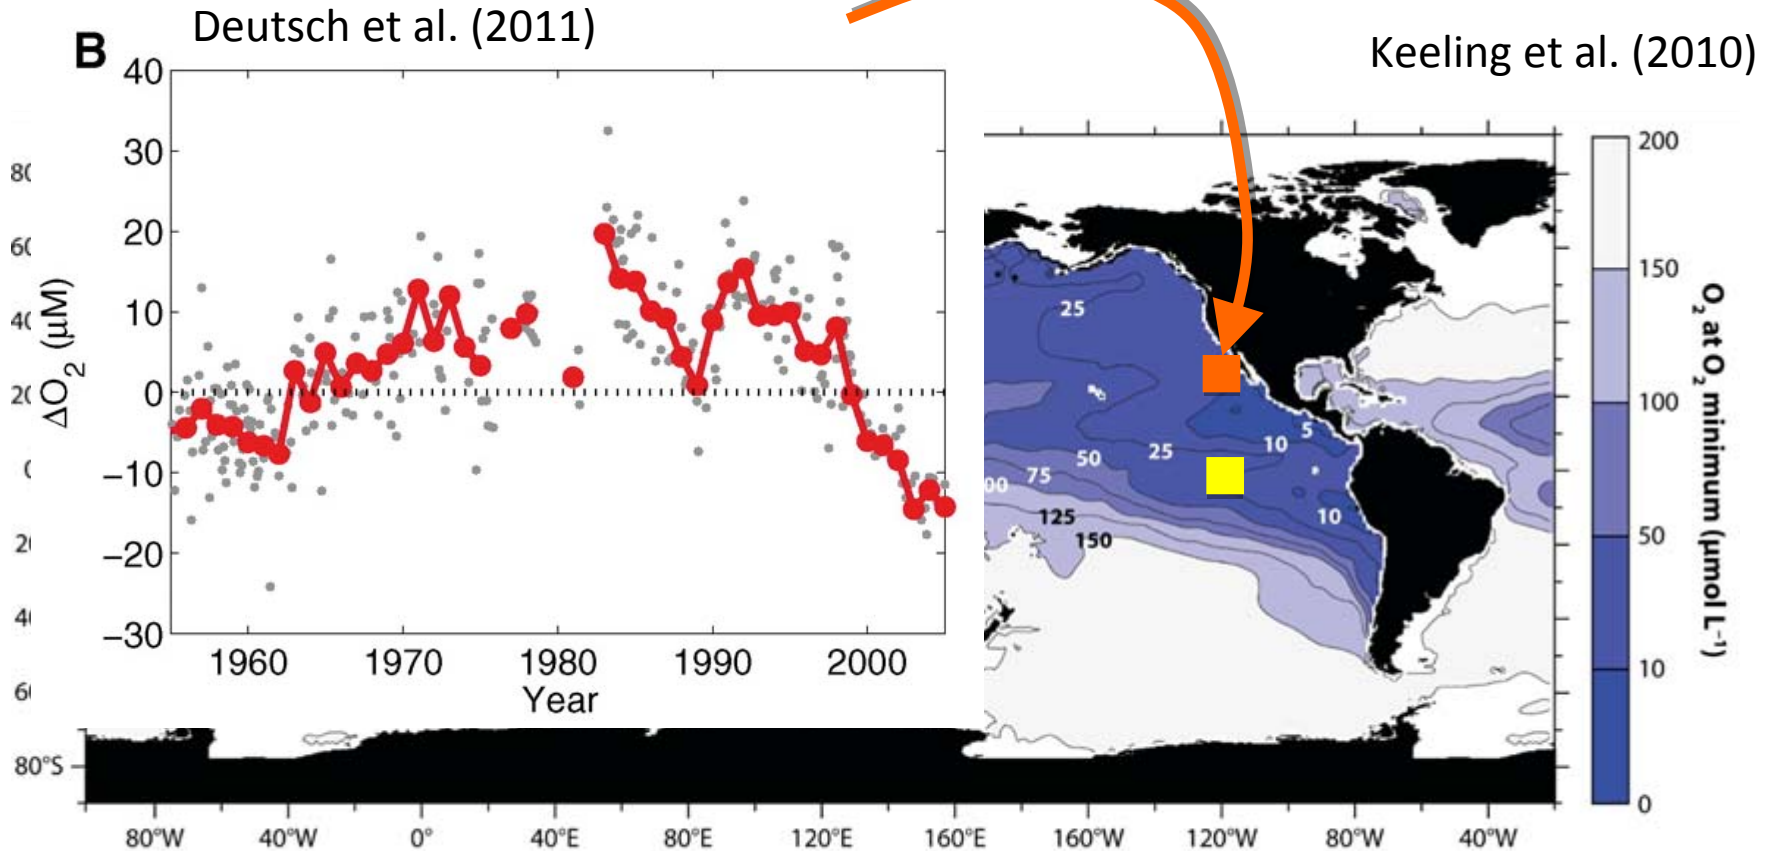 Deutsch et al. (2011)
Keeling et al. (2010)
B
40
30
20
10
0
−10
−20
−30
ΔO2 (μM)
1960 1970 1980 1990 2000
Year
80°S
80°W 40°W 0° 40°E 80°E 120°E 160°E 160°W 120°W 80°W 40°W
25
5
10
25
50
75
125
150
10
200
150
100
50
10
0
O2 at O2 minimum (μmol L⁻¹)